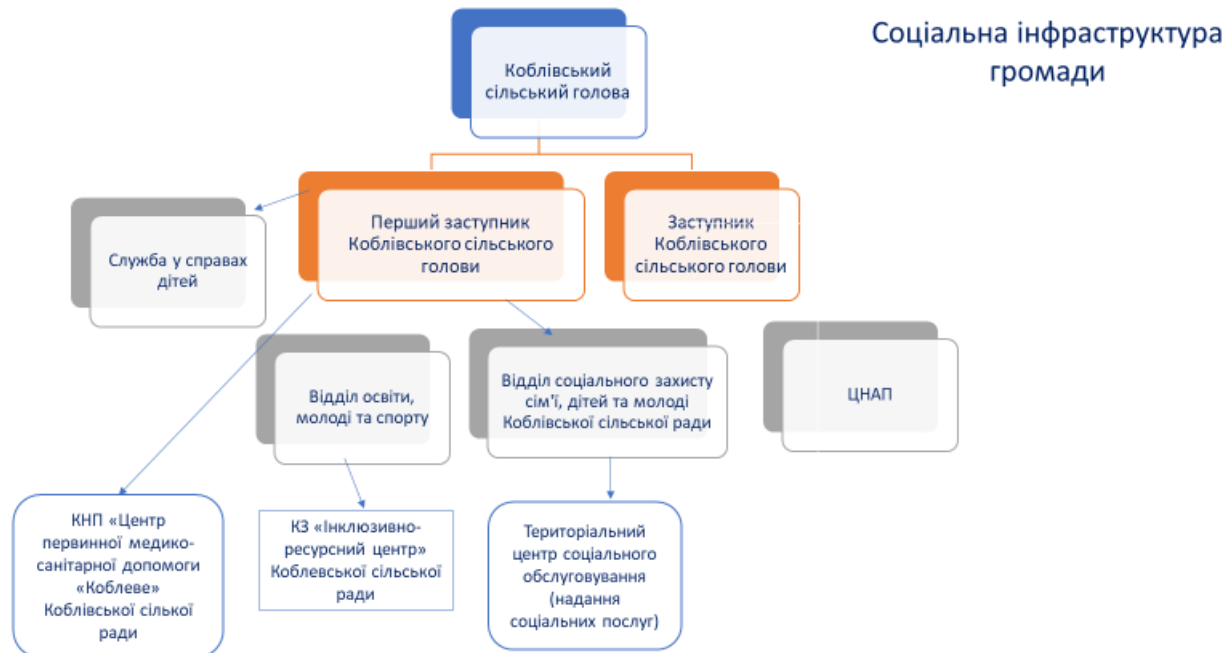 Соціальна інфраструктура
громади
Коблівський
сільський голова
Перший заступник
Коблівського сільського
голови
Заступник
Коблівського
сільського голови
Служба у справах
дітей
Відділ освіти,
молоді та спорту
Відділ соціального захисту
сім'ї, дітей та молоді
Коблівської сільської ради
ЦНАП
КНП «Центр
первинної медико-
санітарної допомоги
«Коблеве»
Коблівської сілької
ради
КЗ «Інклюзивно-
ресурсний центр»
Коблевської сільської
ради
Територіальний
центр соціального
обслуговування
(надання
соціальних послуг)